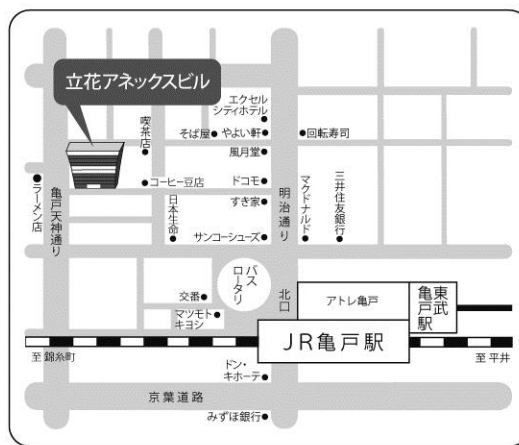 立花アネックスビル
エクセル
シティホテル
喫茶店
そば屋
やよい軒
回転寿司
風月堂
コーヒー豆店
ドコモ
ラーメン店
亀戸天神通り
日本生命
すき家
明治通り
マクドナルド
三井住友銀行
サンコーシューズ
バス
ロータリー
北口
交番
アトレ亀戸
東武
亀戸駅
マツモト
キヨシ
JR亀戸駅
至 錦糸町
至 平井
ドン・
キホーテ
京葉道路
みずほ銀行